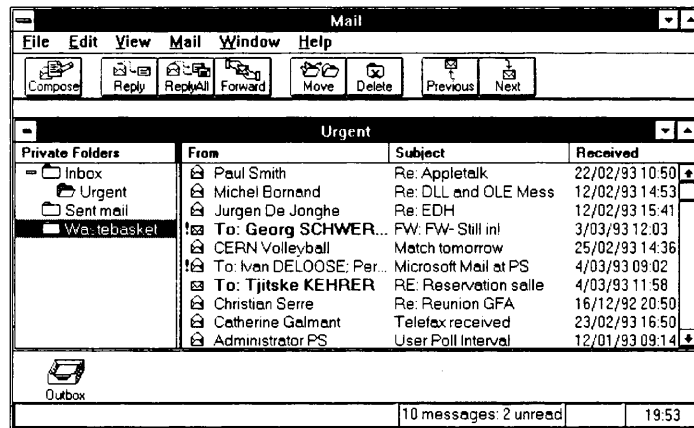 Mail
File Edit View Mail Window Help
Compose Reply ReplyAll Forward Move Delete Previous Next
Urgent
Private Folders From Subject Received
Inbox Paul Smith Re: Appletalk 22/02/93 10:50
Urgent Michel Bornand Re: DLL and OLE Mess 12/02/93 14:53
Sent mail Jurgen De Jonghe Re: EDH 12/02/93 15:41
Wastebasket ! To: Georg SCHWER... FW: FW- Still in! 3/03/93 12:03
CERN Volleyball Match tomorrow 25/02/93 14:36
! To: Ivan DELOOSE; Per... Microsoft Mail at PS 4/03/93 09:02
To: Tjitske KEHRER RE: Reservation salle 4/03/93 11:58
Christian Serre Re: Reunion GFA 16/12/92 20:50
Catherine Galmant Telefax received 23/02/93 16:50
Administrator PS User Poll Interval 12/01/93 09:14
Outbox
10 messages: 2 unread 19:53